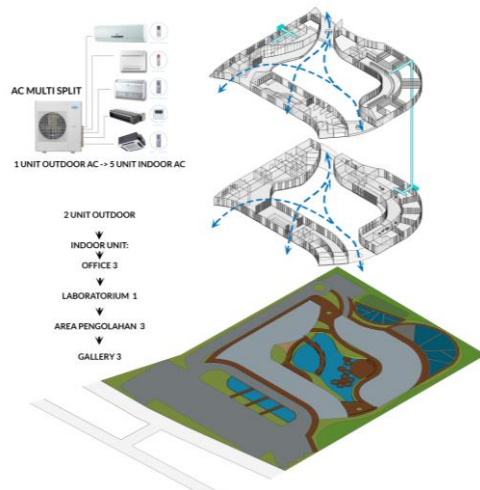 AC MULTI SPLIT
1 UNIT OUTDOOR AC -> 5 UNIT INDOOR AC
2 UNIT OUTDOOR
INDOOR UNIT:
OFFICE 3
LABORATORIUM 1
AREA PENGOLAHAN 3
GALLERY 3